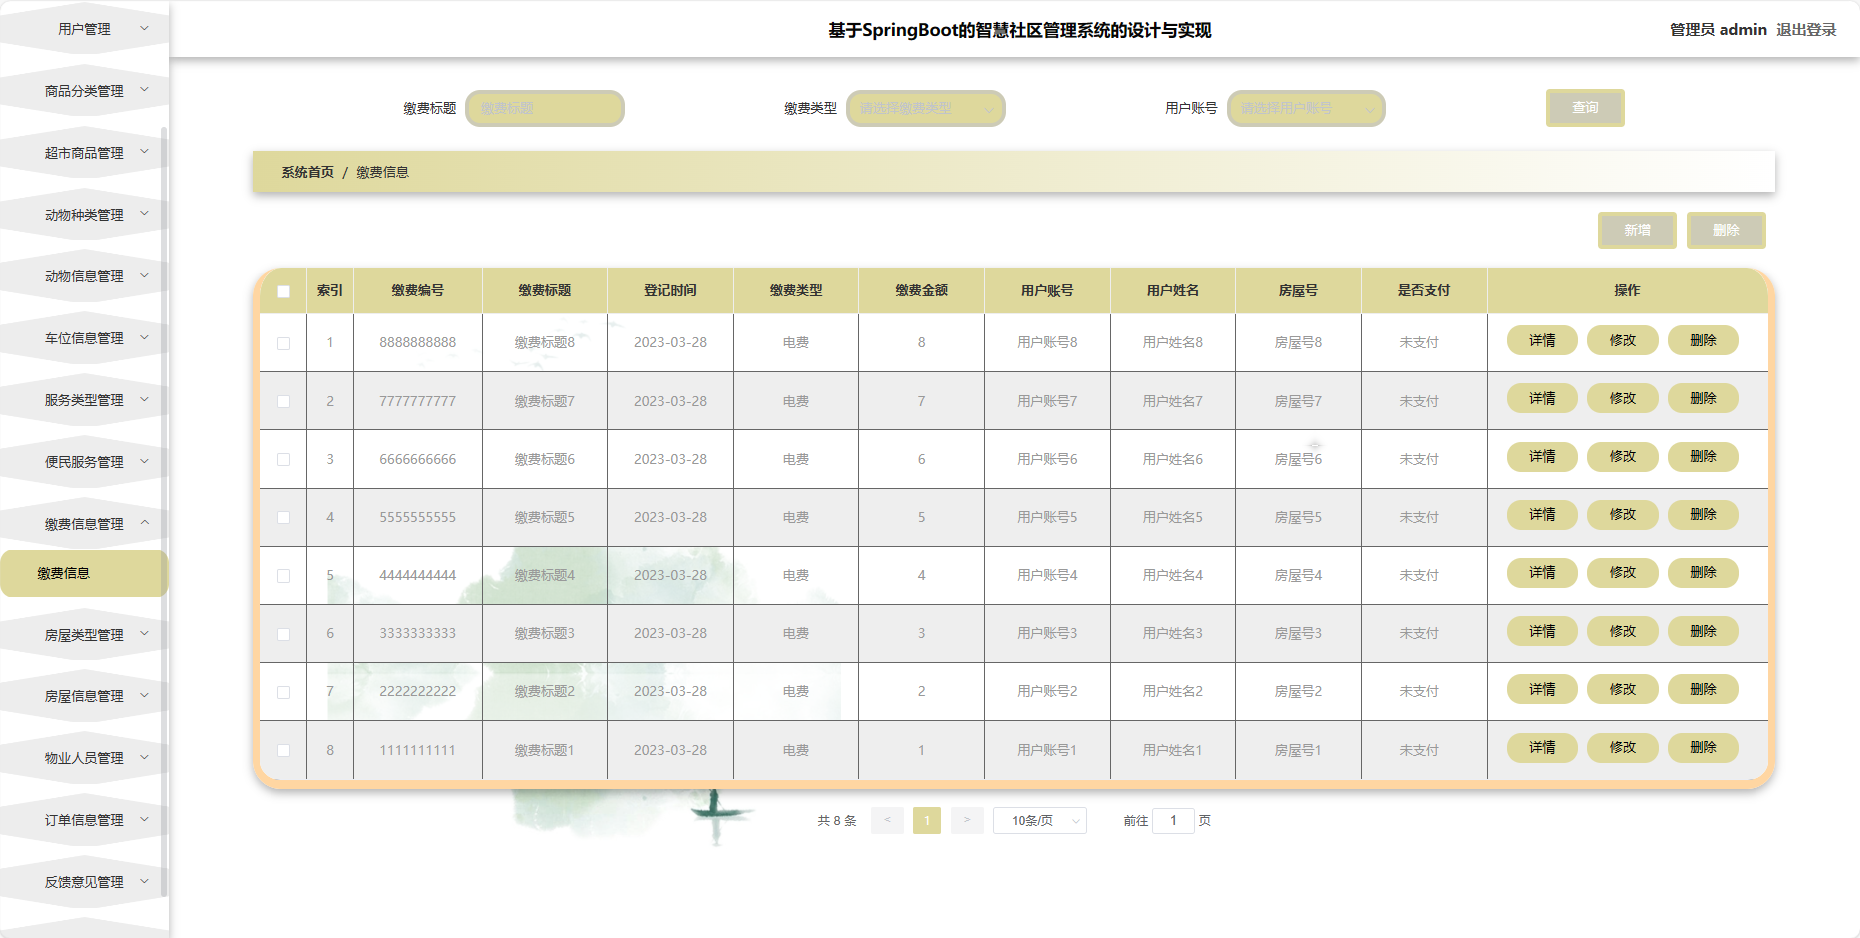 基于SpringBoot的智慧社区管理系统的设计与实现
管理员 admin 退出登录
用户管理
商品分类管理
超市商品管理
动物种类管理
动物信息管理
车位信息管理
服务类型管理
便民服务管理
缴费信息管理
缴费信息
房屋类型管理
房屋信息管理
物业人员管理
订单信息管理
反馈意见管理
缴费标题 缴费标题 缴费类型 请选择缴费类型 用户账号 请选择用户账号 查询
系统首页 / 缴费信息
新增 删除
索引 缴费编号 缴费标题 登记时间 缴费类型 缴费金额 用户账号 用户姓名 房屋号 是否支付 操作
1 8888888888 缴费标题8 2023-03-28 电费 8 用户账号8 用户姓名8 房屋号8 未支付 详情 修改 删除
2 7777777777 缴费标题7 2023-03-28 电费 7 用户账号7 用户姓名7 房屋号7 未支付 详情 修改 删除
3 6666666666 缴费标题6 2023-03-28 电费 6 用户账号6 用户姓名6 房屋号6 未支付 详情 修改 删除
4 5555555555 缴费标题5 2023-03-28 电费 5 用户账号5 用户姓名5 房屋号5 未支付 详情 修改 删除
5 4444444444 缴费标题4 2023-03-28 电费 4 用户账号4 用户姓名4 房屋号4 未支付 详情 修改 删除
6 3333333333 缴费标题3 2023-03-28 电费 3 用户账号3 用户姓名3 房屋号3 未支付 详情 修改 删除
7 2222222222 缴费标题2 2023-03-28 电费 2 用户账号2 用户姓名2 房屋号2 未支付 详情 修改 删除
8 1111111111 缴费标题1 2023-03-28 电费 1 用户账号1 用户姓名1 房屋号1 未支付 详情 修改 删除
共 8 条 < 1 > 10条/页 前往 1 页